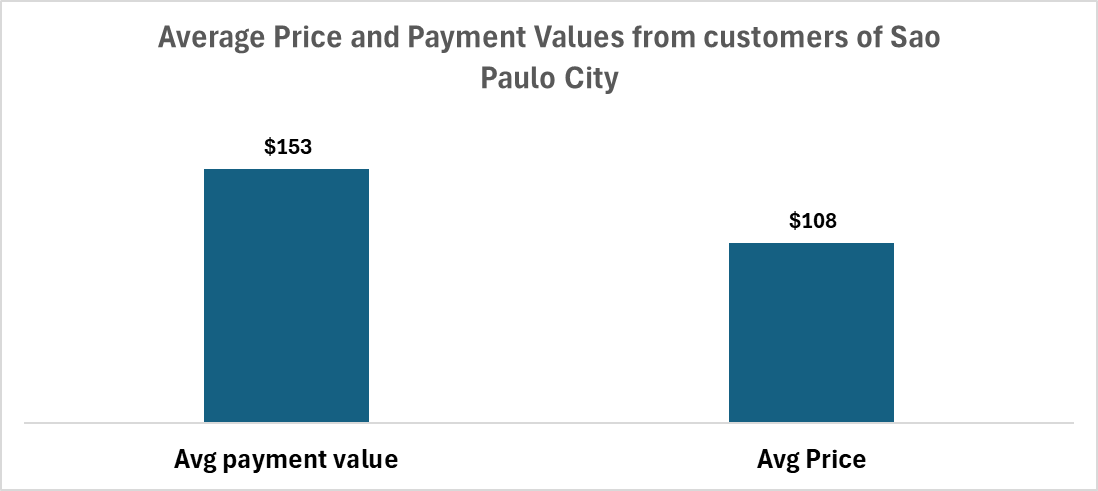 Average Price and Payment Values from customers of Sao
Paulo City
$153
$108
Avg payment value
Avg Price